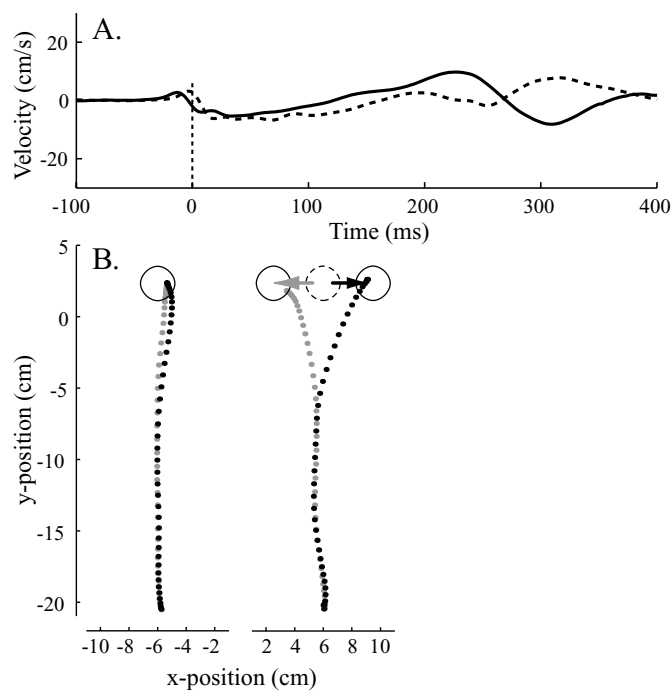 A.
Velocity (cm/s)
20
0
-20
-100 0 100 200 300 400
Time (ms)
B.
y-position (cm)
5
0
-5
-10
-15
-20
-10 -8 -6 -4 -2 2 4 6 8 10
x-position (cm)